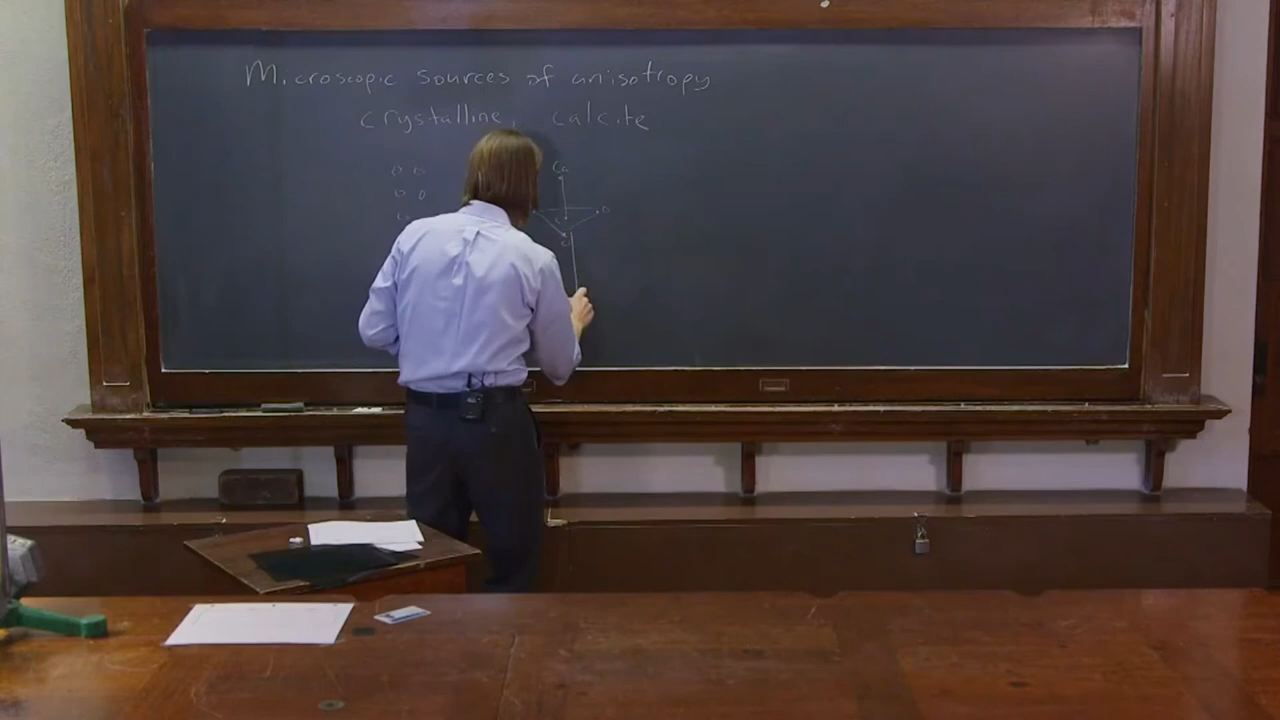 Microscopic sources of anisotropy
crystalline, calcite
Ca
O
C